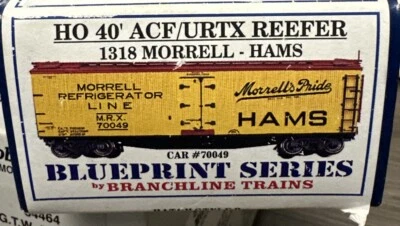 HO 40' ACF/URTX REEFER
1318 MORRELL - HAMS
MORRELL
REFRIGERATOR
LINE
M.R.X.
70049
Morrell's Pride
HAMS
CAR #70049
BLUEPRINT SERIES
by BRANCHLINE TRAINS
4464
G.T.W.